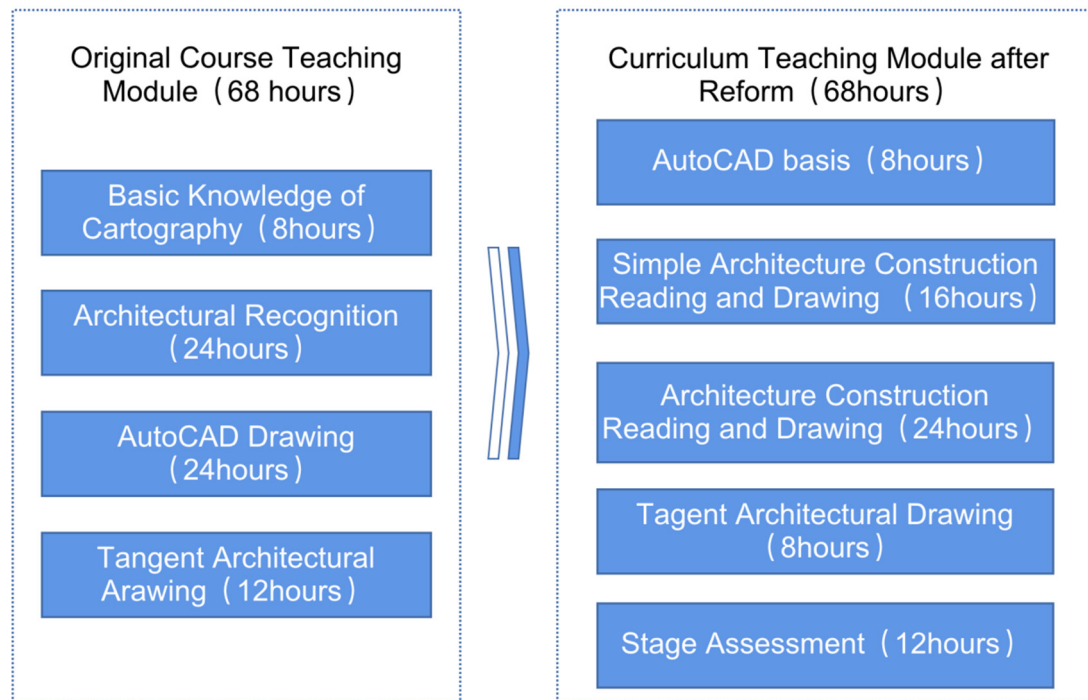 Original Course Teaching
Module（68 hours）
Basic Knowledge of
Cartography（8hours）
Architectural Recognition
（24hours）
AutoCAD Drawing
（24hours）
Tangent Architectural
Arawing（12hours）
Curriculum Teaching Module after
Reform（68hours）
AutoCAD basis（8hours）
Simple Architecture Construction
Reading and Drawing （16hours）
Architecture Construction
Reading and Drawing（24hours）
Tagent Architectural Drawing
（8hours）
Stage Assessment（12hours）